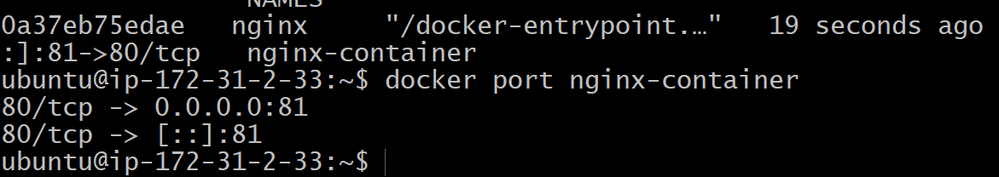 NAMES
0a37eb75edae   nginx     "/docker-entrypoint.…"   19 seconds ago
:]:81->80/tcp   nginx-container
ubuntu@ip-172-31-2-33:~$ docker port nginx-container
80/tcp -> 0.0.0.0:81
80/tcp -> [::]:81
ubuntu@ip-172-31-2-33:~$